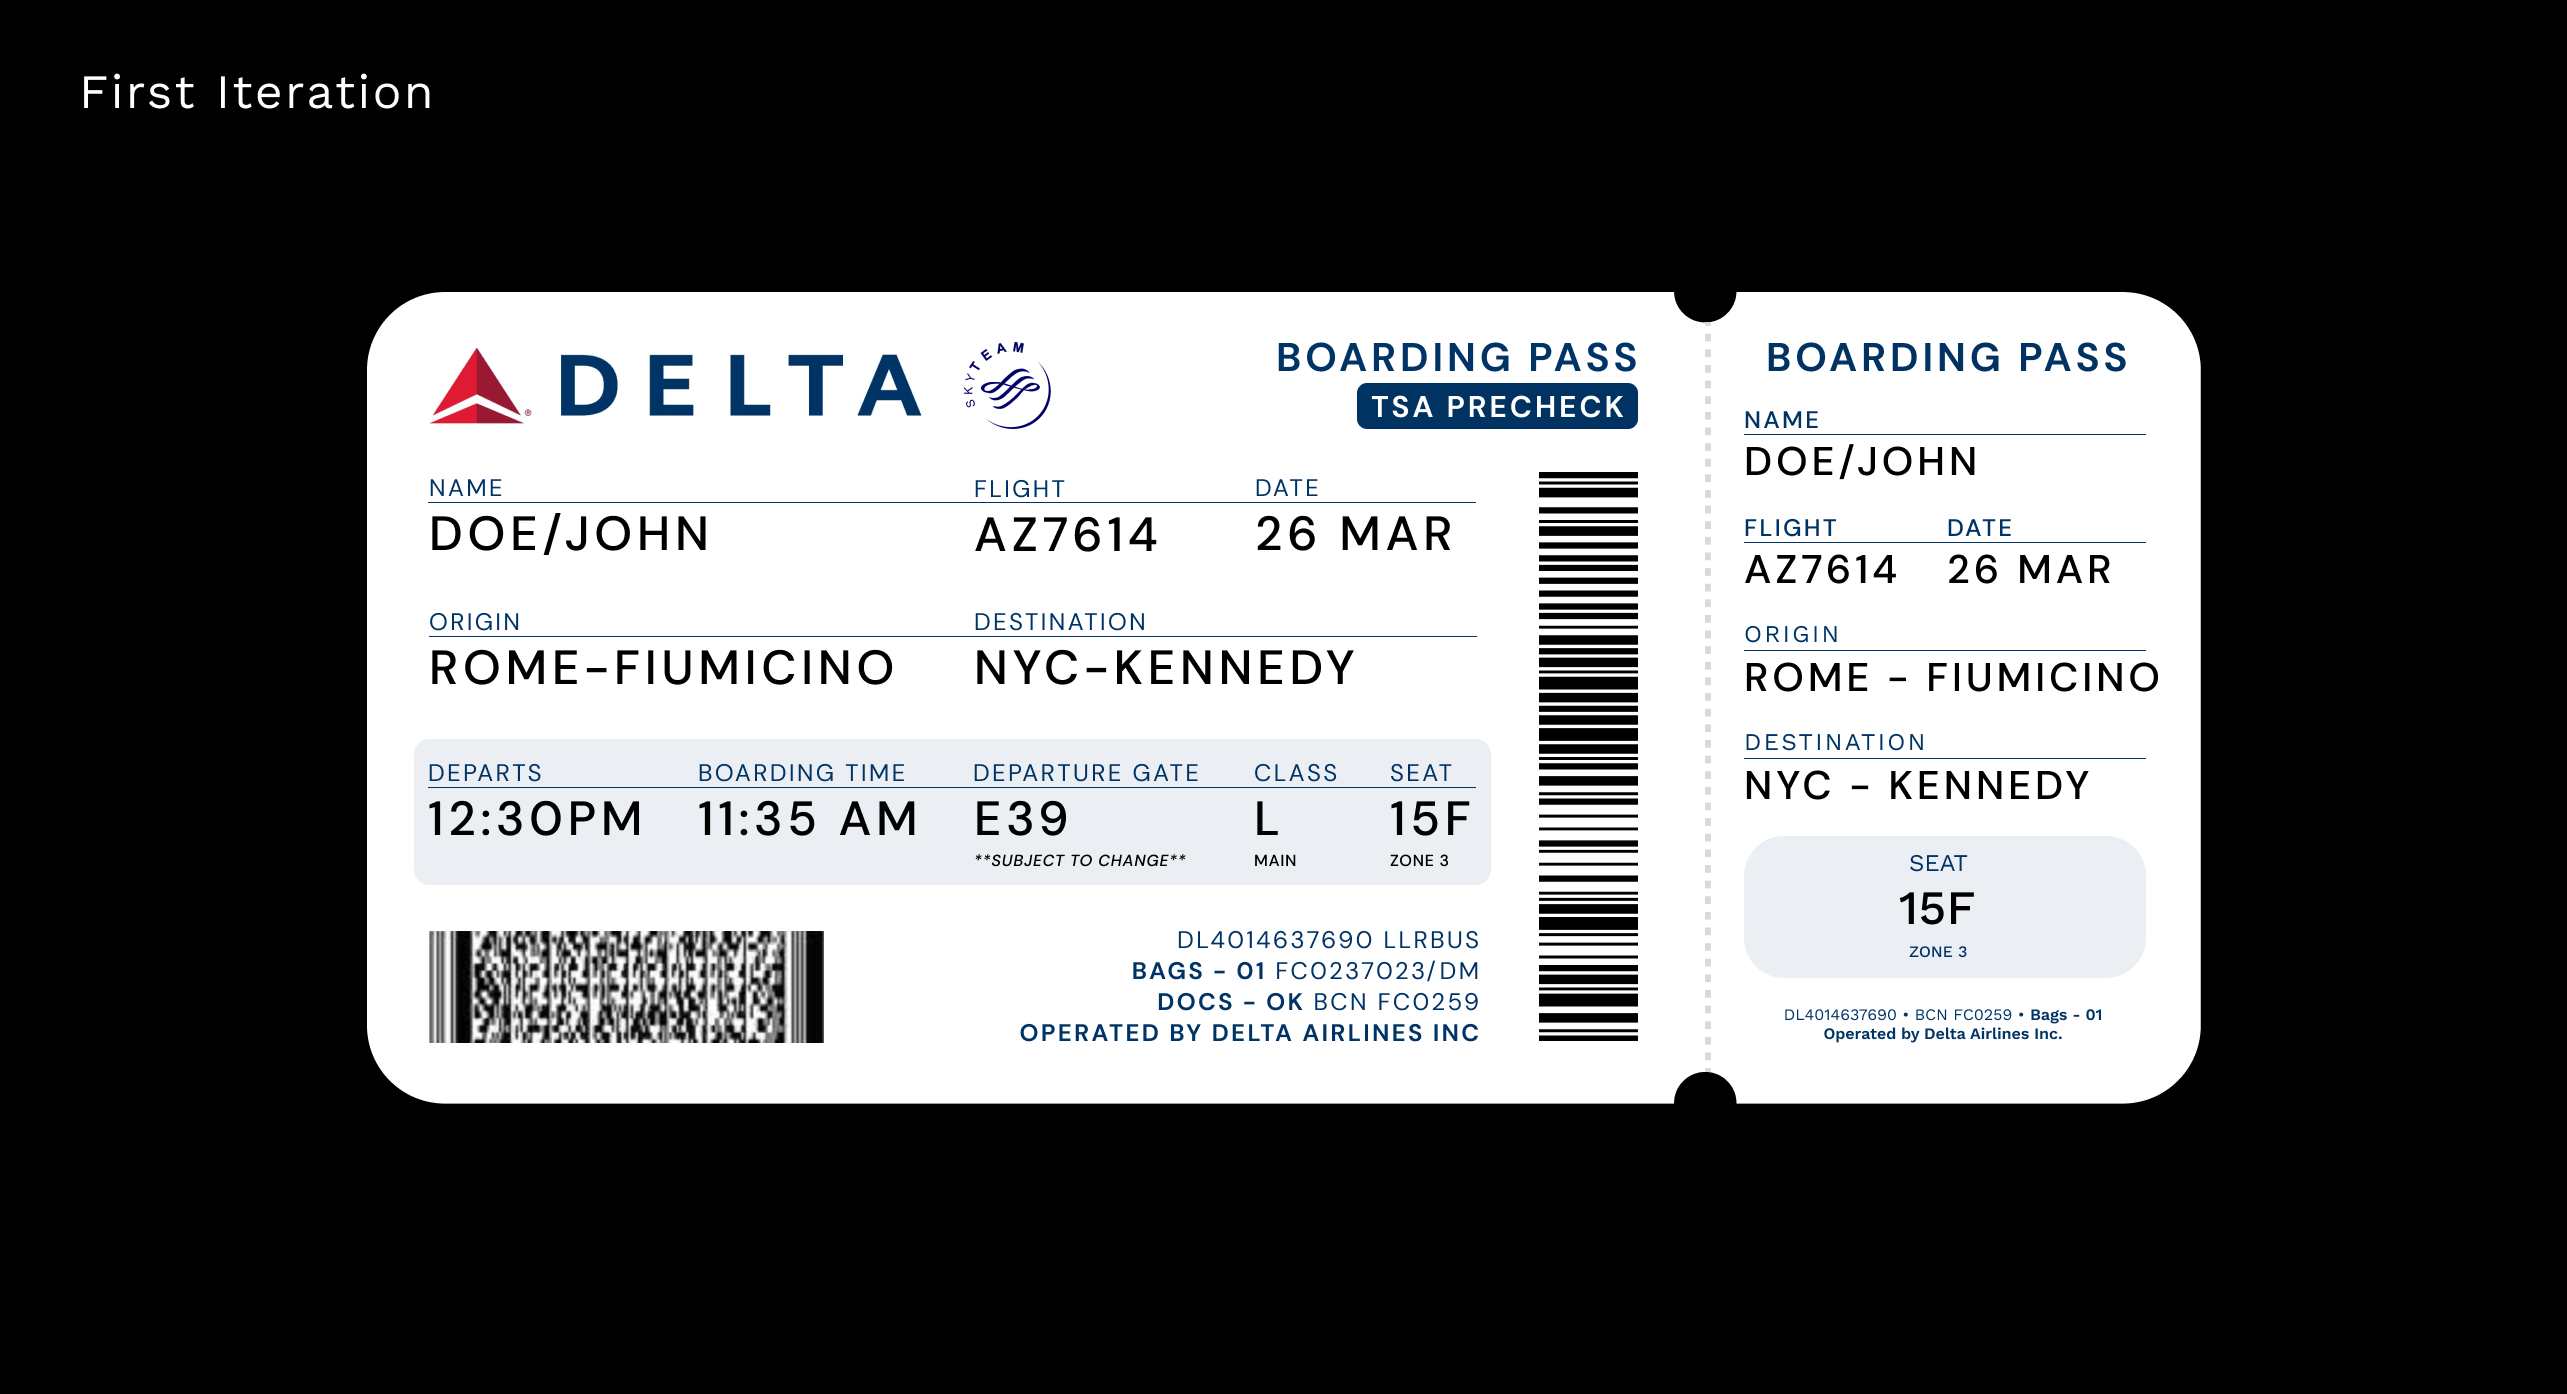 First Iteration
DELTA
SKYTEAM
BOARDING PASS
TSA PRECHECK
NAME FLIGHT DATE
DOE/JOHN AZ7614 26 MAR
ORIGIN DESTINATION
ROME-FIUMICINO NYC-KENNEDY
DEPARTS BOARDING TIME DEPARTURE GATE CLASS SEAT
12:30PM 11:35 AM E39 L 15F
**SUBJECT TO CHANGE** MAIN ZONE 3
DL4014637690 LLRBUS
BAGS - 01 FC0237023/DM
DOCS - OK BCN FC0259
OPERATED BY DELTA AIRLINES INC
BOARDING PASS
NAME
DOE/JOHN
FLIGHT DATE
AZ7614 26 MAR
ORIGIN
ROME - FIUMICINO
DESTINATION
NYC - KENNEDY
SEAT
15F
ZONE 3
DL4014637690 • BCN FC0259 • Bags - 01
Operated by Delta Airlines Inc.